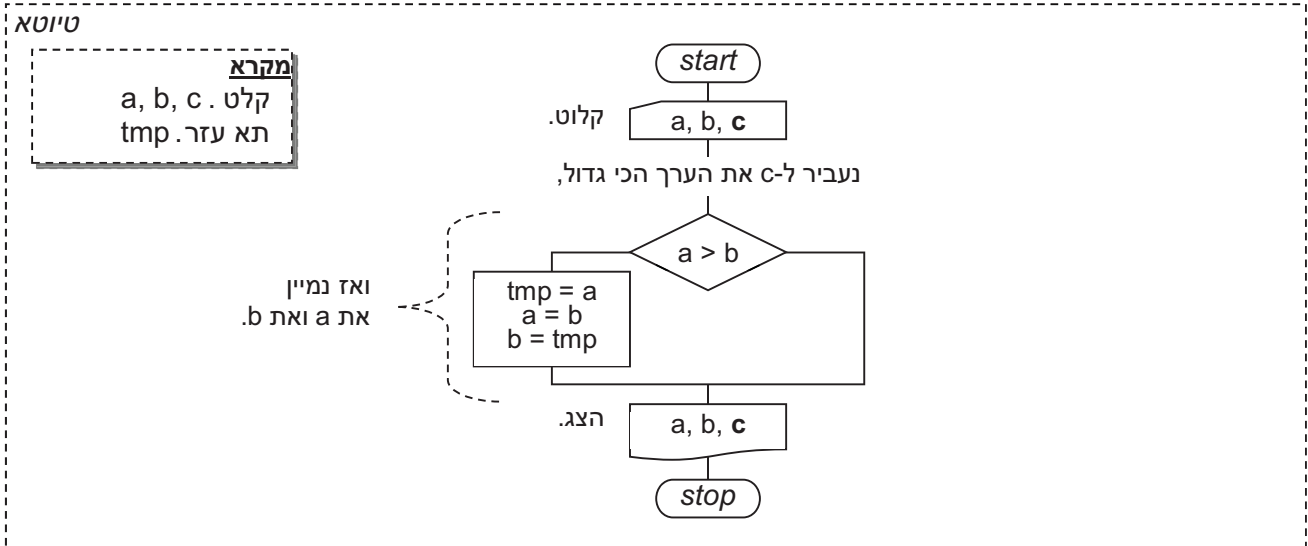 טיוטא
מקרא
קלט . a, b, c
תא עזר. tmp
start
קלוט.
a, b, c
נעביר ל-c את הערך הכי גדול,
a > b
ואז נמיין
את a ואת b.
tmp = a
a = b
b = tmp
הצג.
a, b, c
stop